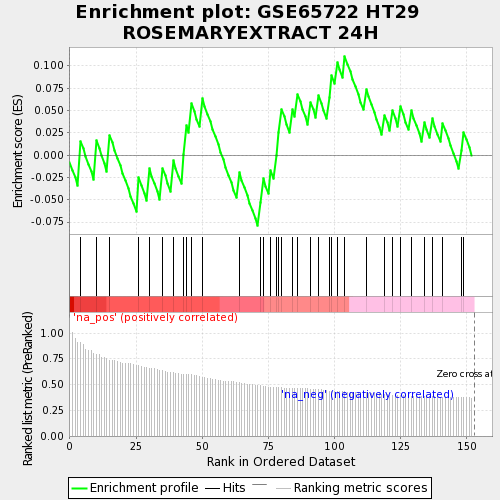 Enrichment plot: GSE65722 HT29
ROSEMARYEXTRACT 24H
Enrichment score (ES)
0.100
0.075
0.050
0.025
0.000
-0.025
-0.050
-0.075
'na_pos' (positively correlated)
Ranked list metric (PreRanked)
1.00
0.75
0.50
0.25
0.00
Zero cross at
'na_neg' (negatively correlated)
0 25 50 75 100 125 150
Rank in Ordered Dataset
Enrichment profile Hits Ranking metric scores